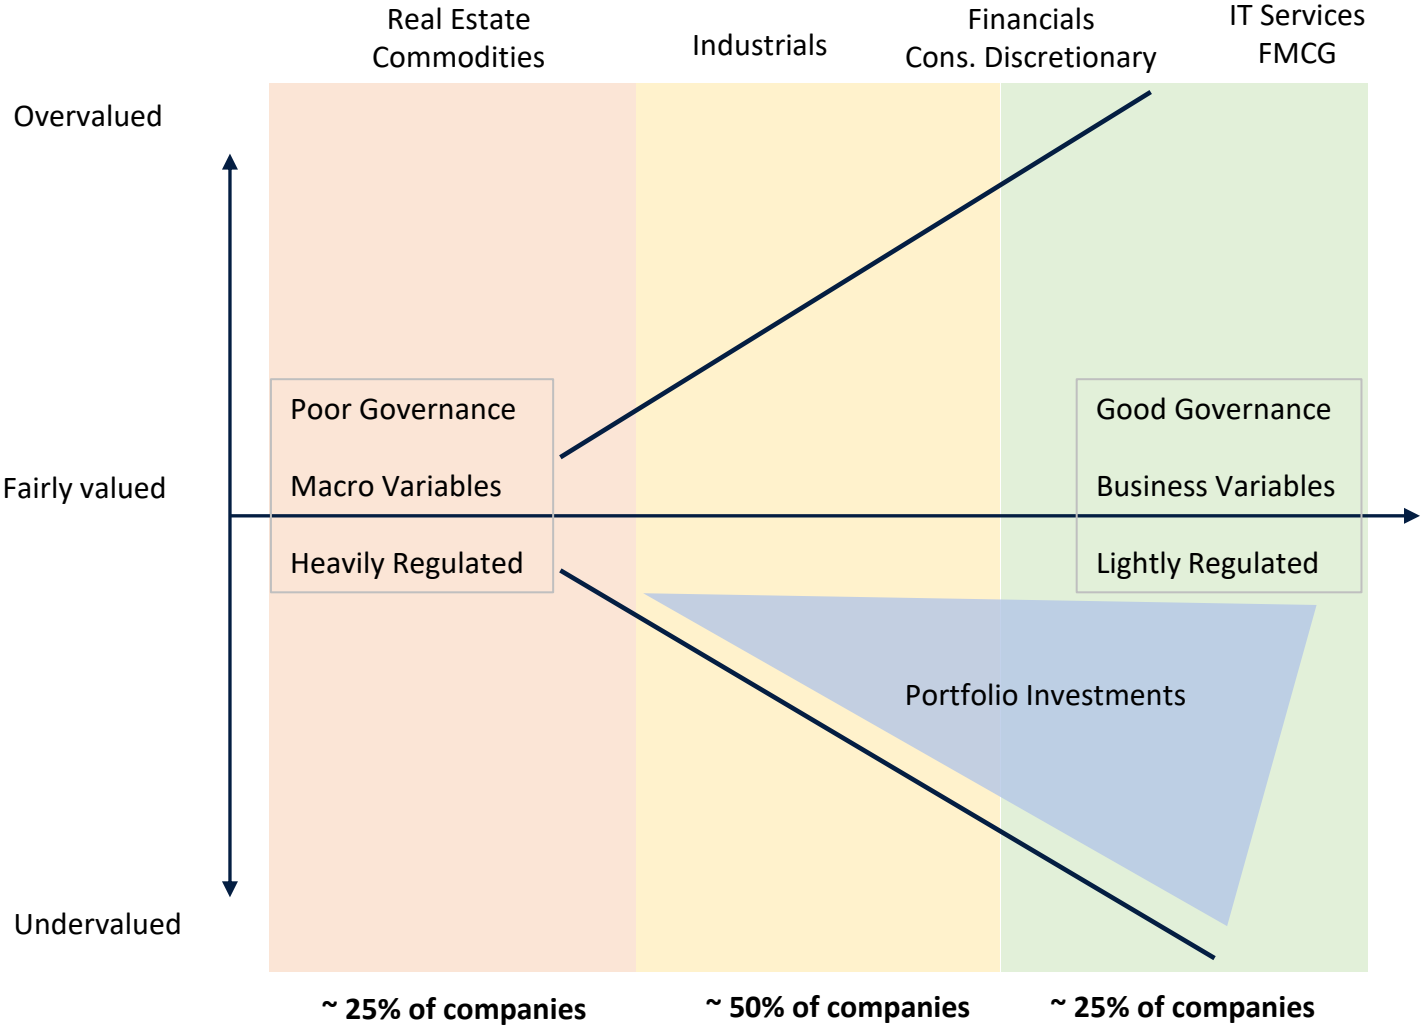 Real Estate
Commodities
Industrials
Financials
Cons. Discretionary
IT Services
FMCG
Overvalued
Poor Governance
Good Governance
Fairly valued
Macro Variables
Business Variables
Heavily Regulated
Lightly Regulated
Portfolio Investments
Undervalued
~ 25% of companies
~ 50% of companies
~ 25% of companies